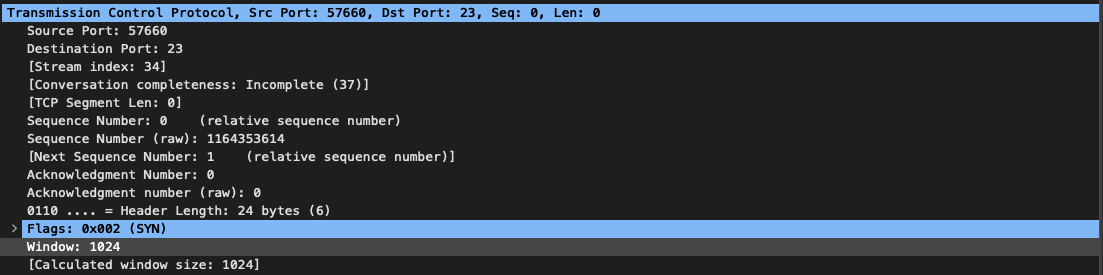 Transmission Control Protocol, Src Port: 57660, Dst Port: 23, Seq: 0, Len: 0
Source Port: 57660
Destination Port: 23
[Stream index: 34]
[Conversation completeness: Incomplete (37)]
[TCP Segment Len: 0]
Sequence Number: 0    (relative sequence number)
Sequence Number (raw): 1164353614
[Next Sequence Number: 1    (relative sequence number)]
Acknowledgment Number: 0
Acknowledgment number (raw): 0
0110 .... = Header Length: 24 bytes (6)
Flags: 0x002 (SYN)
Window: 1024
[Calculated window size: 1024]